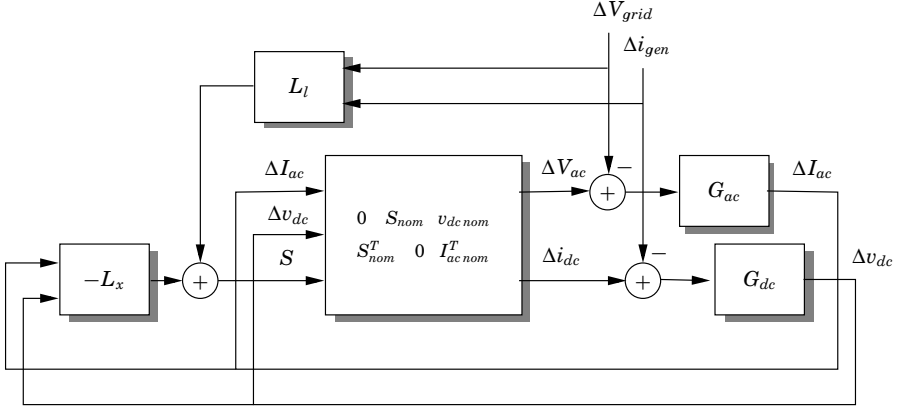 ΔV_grid
Δi_gen
L_l
ΔI_ac
ΔV_ac
−
G_ac
ΔI_ac
+
Δv_dc
0 S_nom v_dc nom
S^T_nom 0 I^T_ac nom
S
Δi_dc
−
Δv_dc
−L_x
+
+
G_dc